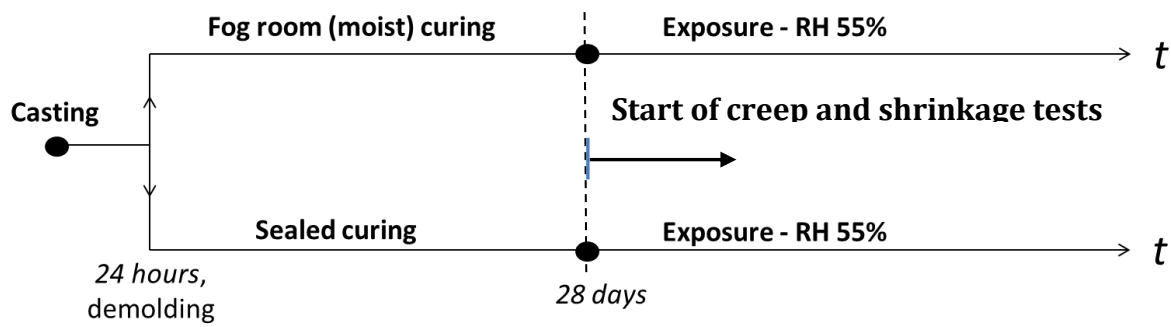 Fog room (moist) curing
Exposure - RH 55%
t
Casting
Start of creep and shrinkage tests
Sealed curing
Exposure - RH 55%
t
24 hours,
demolding
28 days